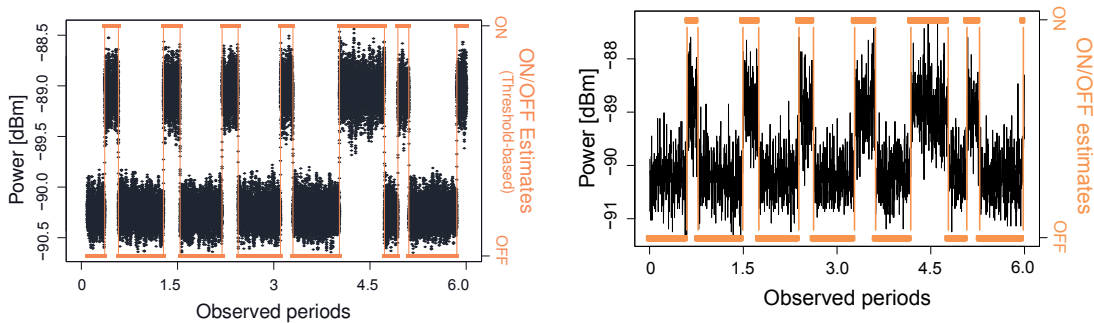 Power [dBm]
−88.5
−89.0
−89.5
−90.0
−90.5
0
1.5
3.0
4.5
6.0
Observed periods
ON
OFF
ON/OFF Estimates
(Threshold-based)
Power [dBm]
−88
−89
−90
−91
0
1.5
3.0
4.5
6.0
Observed periods
ON
OFF
ON/OFF estimates